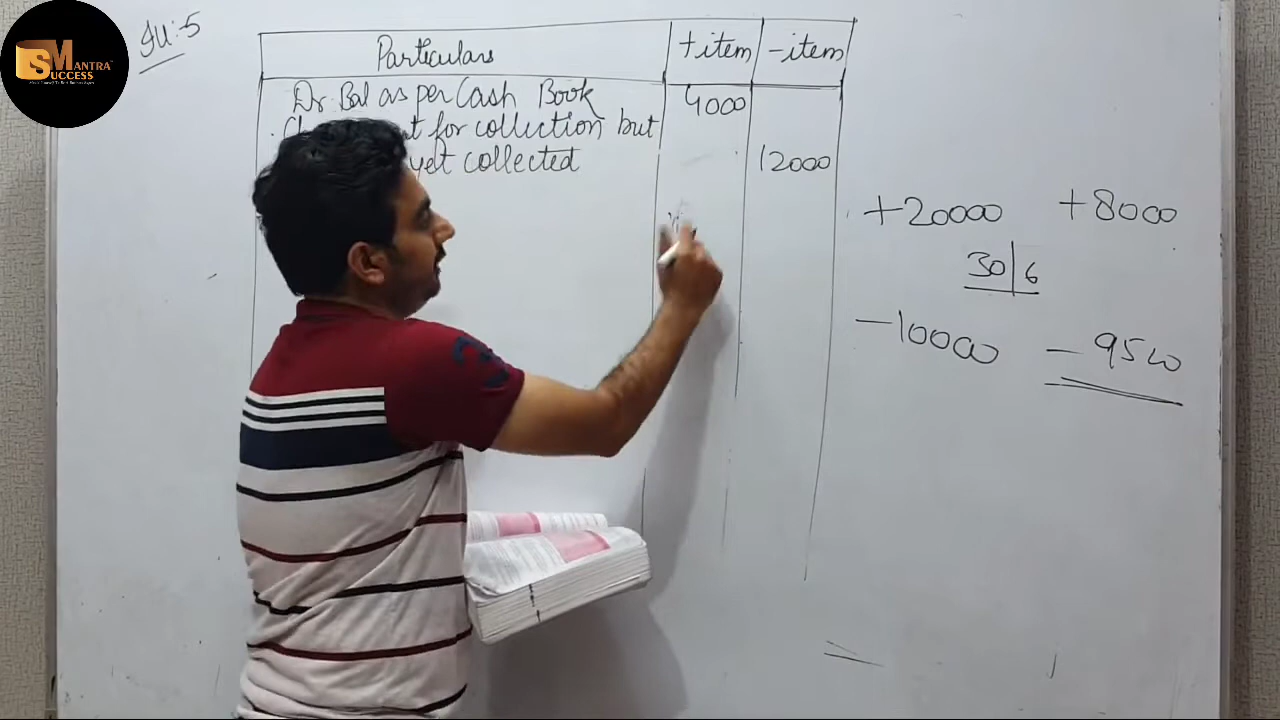 SMANTRA
SUCCESS
Ill:-5
Particulars +item -item
Dr. Bal as per Cash Book 4000
for collection but
yet collected 12000
+20000 +8000
30 6
-10000 -9500